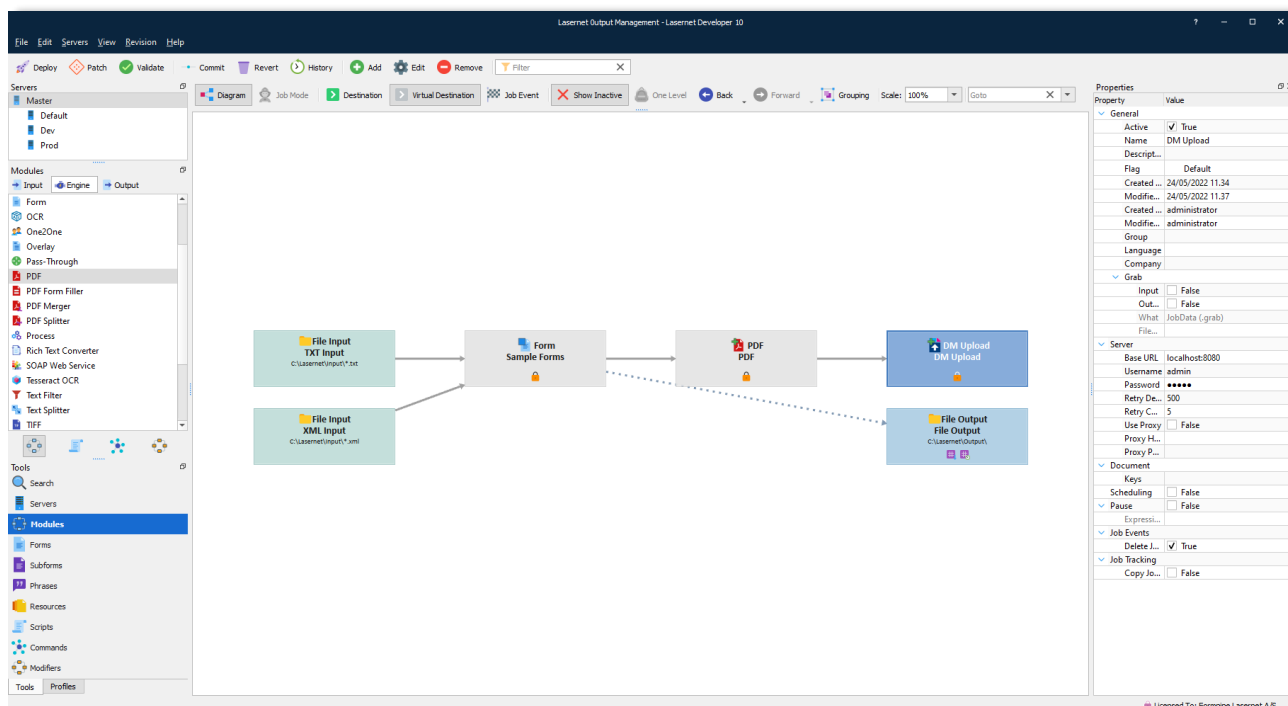 Lasernet Output Management - Lasernet Developer 10
?
File Edit Servers View Revision Help
Deploy Patch Validate Commit Revert History Add Edit Remove Filter
Servers
Master
Default
Dev
Prod
Modules
Input Engine Output
Form
OCR
One2One
Overlay
Pass-Through
PDF
PDF Form Filler
PDF Merger
PDF Splitter
Process
Rich Text Converter
SOAP Web Service
Tesseract OCR
Text Filter
Text Splitter
TIFF
Tools
Search
Servers
Modules
Forms
Subforms
Phrases
Resources
Scripts
Commands
Modifiers
Tools Profiles
Diagram Job Mode Destination Virtual Destination Job Event Show Inactive One Level Back Forward Grouping Scale: 100% Goto
File Input
TXT Input
C:\Lasernet\Input\*.txt
File Input
XML Input
C:\Lasernet\Input\*.xml
Form
Sample Forms
PDF
PDF
DM Upload
DM Upload
File Output
File Output
C:\Lasernet\Output\
Properties
Property Value
General
Active True
Name DM Upload
Descript...
Flag Default
Created ... 24/05/2022 11.34
Modifie... 24/05/2022 11.37
Created ... administrator
Modifie... administrator
Group
Language
Company
Grab
Input False
Out... False
What JobData (.grab)
File...
Server
Base URL localhost:8080
Username admin
Password ●●●●●
Retry De... 500
Retry C... 5
Use Proxy False
Proxy H...
Proxy P...
Document
Keys
Scheduling False
Pause False
Expressi...
Job Events
Delete J... True
Job Tracking
Copy Jo... False
Licensed To: Formpipe Lasernet A/S